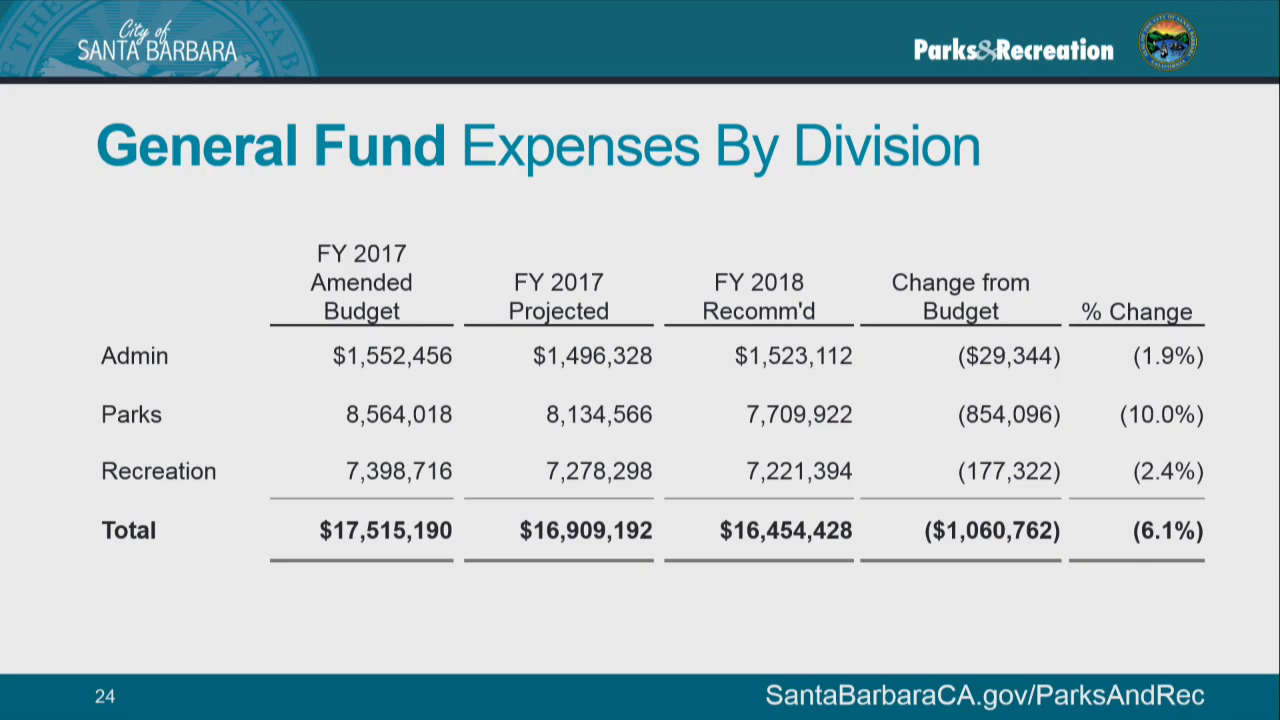 City of
SANTA BARBARA
Parks&Recreation
General Fund Expenses By Division
FY 2017 Amended Budget
FY 2017 Projected
FY 2018 Recomm'd
Change from Budget
% Change
Admin $1,552,456 $1,496,328 $1,523,112 ($29,344) (1.9%)
Parks 8,564,018 8,134,566 7,709,922 (854,096) (10.0%)
Recreation 7,398,716 7,278,298 7,221,394 (177,322) (2.4%)
Total $17,515,190 $16,909,192 $16,454,428 ($1,060,762) (6.1%)
24
SantaBarbaraCA.gov/ParksAndRec